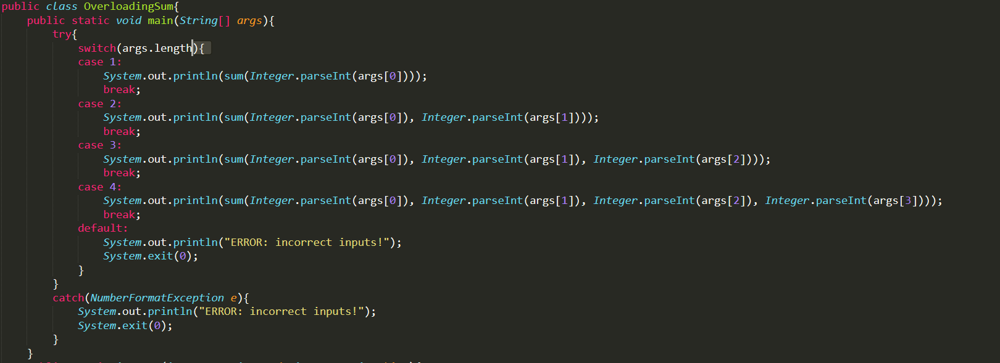 public class OverloadingSum{
    public static void main(String[] args){
        try{
            switch(args.length){
            case 1:
                System.out.println(sum(Integer.parseInt(args[0])));
                break;
            case 2:
                System.out.println(sum(Integer.parseInt(args[0]), Integer.parseInt(args[1])));
                break;
            case 3:
                System.out.println(sum(Integer.parseInt(args[0]), Integer.parseInt(args[1]), Integer.parseInt(args[2])));
                break;
            case 4:
                System.out.println(sum(Integer.parseInt(args[0]), Integer.parseInt(args[1]), Integer.parseInt(args[2]), Integer.parseInt(args[3])));
                break;
            default:
                System.out.println("ERROR: incorrect inputs!");
                System.exit(0);
            }
        }
        catch(NumberFormatException e){
            System.out.println("ERROR: incorrect inputs!");
            System.exit(0);
        }
    }